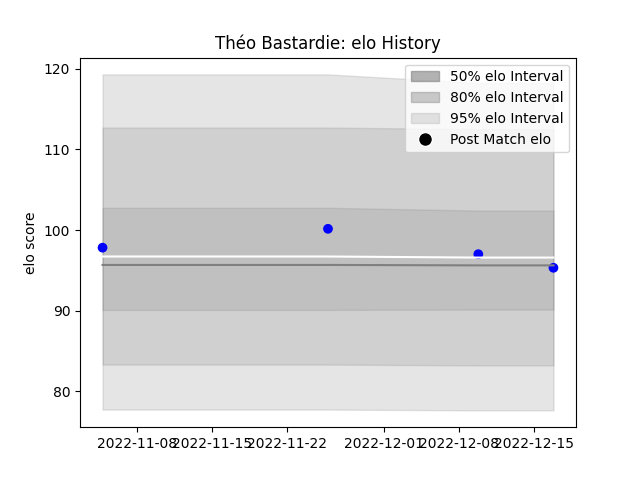 Théo Bastardie: elo History
50% elo Interval
80% elo Interval
95% elo Interval
Post Match elo
elo score
120
110
100
90
80
2022-11-08 2022-11-15 2022-11-22 2022-12-01 2022-12-08 2022-12-15